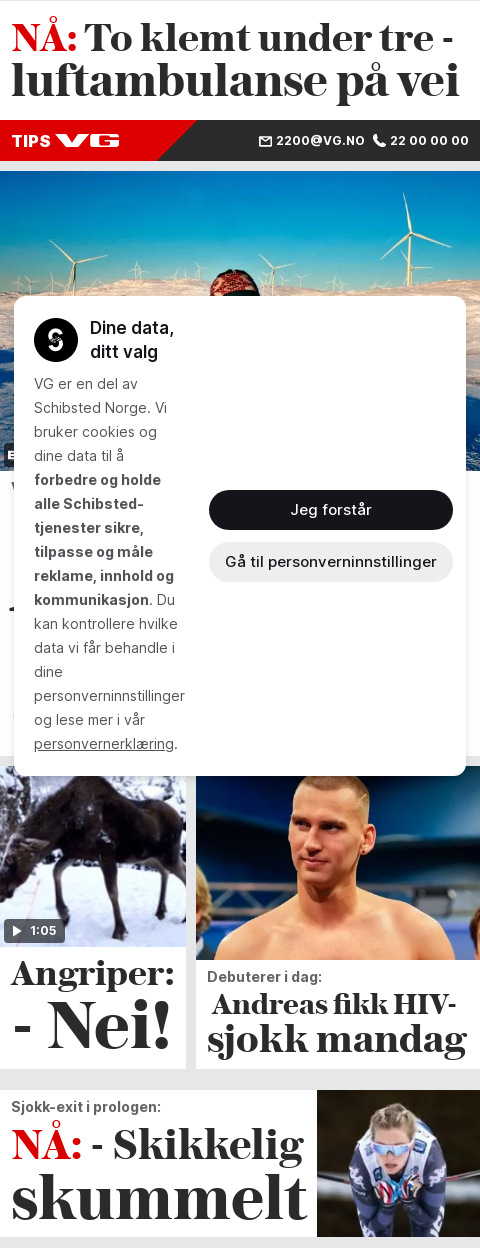 NÅ: To klemt under tre -
luftambulanse på vei
TIPS VG
2200@VG.NO 22 00 00 00
Dine data,
ditt valg
VG er en del av
Schibsted Norge. Vi
bruker cookies og
dine data til å
forbedre og holde
alle Schibsted-
tjenester sikre,
tilpasse og måle
reklame, innhold og
kommunikasjon. Du
kan kontrollere hvilke
data vi får behandle i
dine
personverninnstillinger
og lese mer i vår
personvernerklæring.
Jeg forstår
Gå til personverninnstillinger
1:05
Angriper:
- Nei!
Debuterer i dag:
Andreas fikk HIV-
sjokk mandag
Sjokk-exit i prologen:
NÅ: - Skikkelig
skummelt